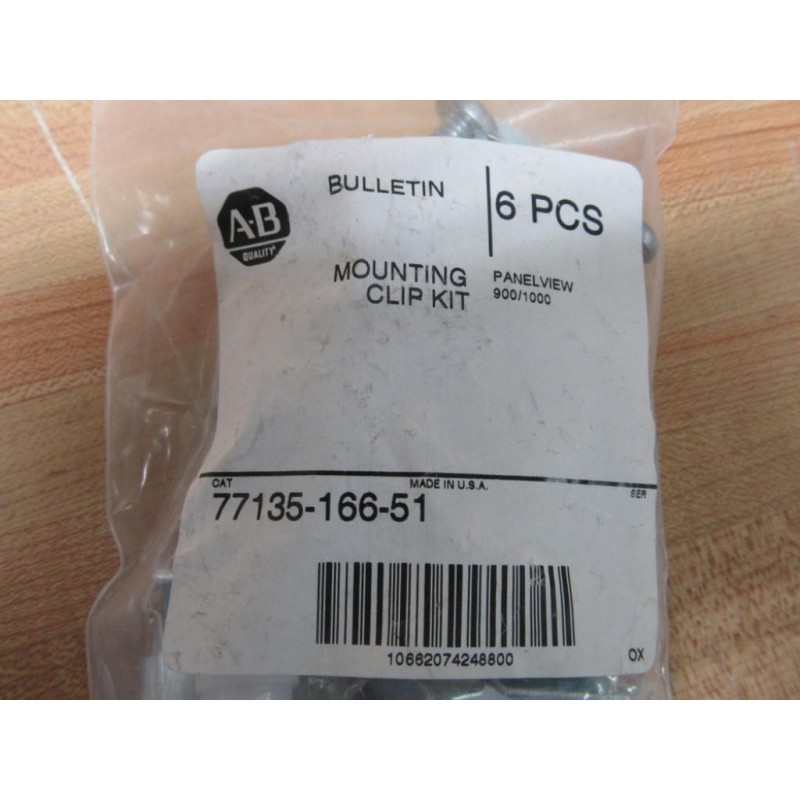 A·B
QUALITY
BULLETIN
6 PCS
MOUNTING
CLIP KIT
PANELVIEW
900/1000
CAT
MADE IN U.S.A.
SER
77135-166-51
10662074248800
OX